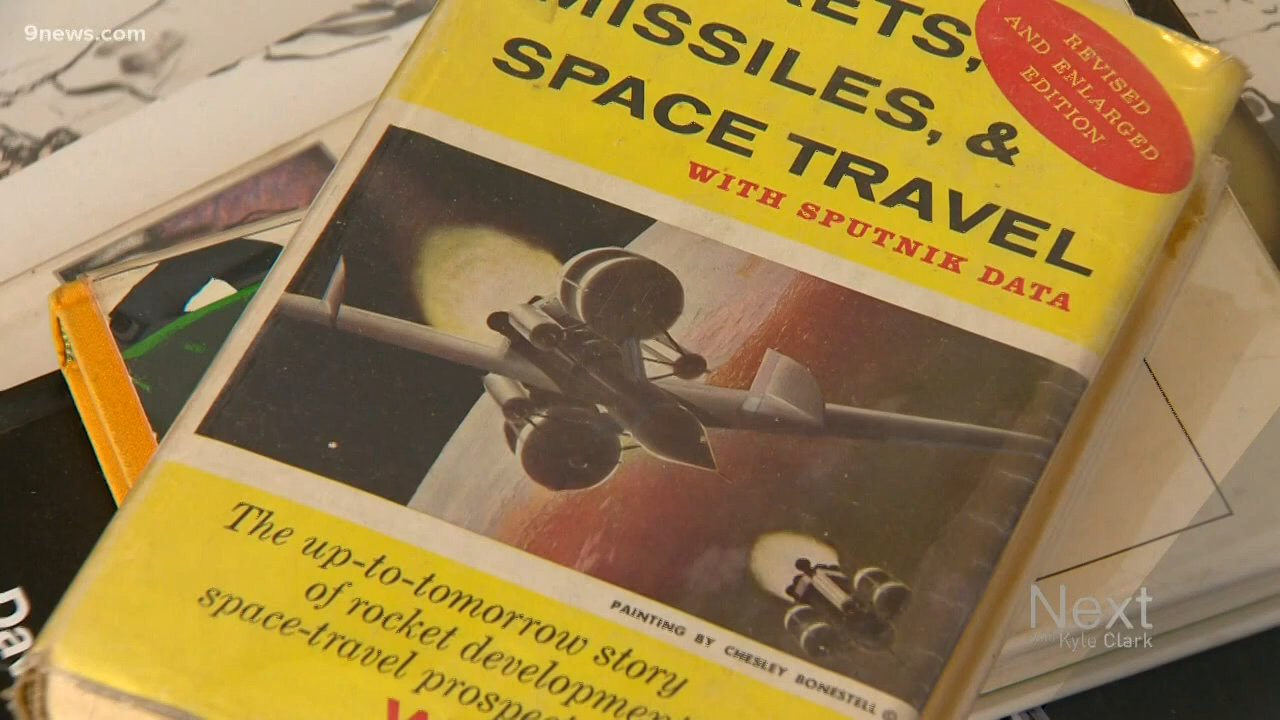 9news.com
MISSILES, &
SPACE TRAVEL
WITH SPUTNIK DATA
REVISED
AND ENLARGED
EDITION
The up-to-tomorrow story
of rocket development
space-travel
PAINTING BY CHESLEY BONESTELL ©
Next
with
Kyle Clark